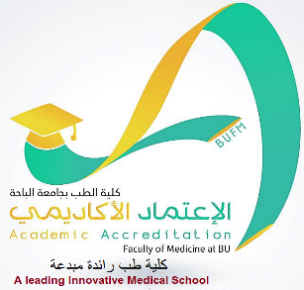 BUFM
كلية الطب بجامعة الباحة
الإعتماد الأكاديمي
Academic Accreditation
Faculty of Medicine at BU
كلية طب رائدة مبدعة
A leading Innovative Medical School